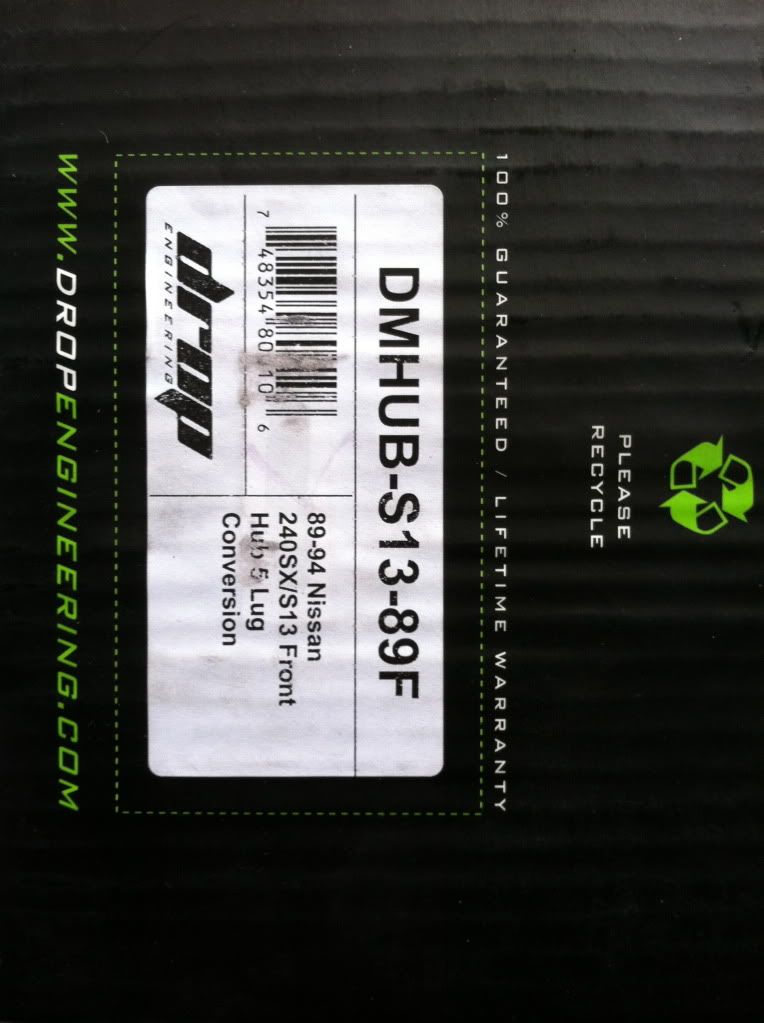 PLEASE
RECYCLE
100% GUARANTEED / LIFETIME WARRANTY
DMHUB-S13-89F
7 48354 80 10 6
drop
ENGINEERING
89-94 Nissan
240SX/S13 Front
Hub 5 Lug
Conversion
WWW.DROPENGINEERING.COM